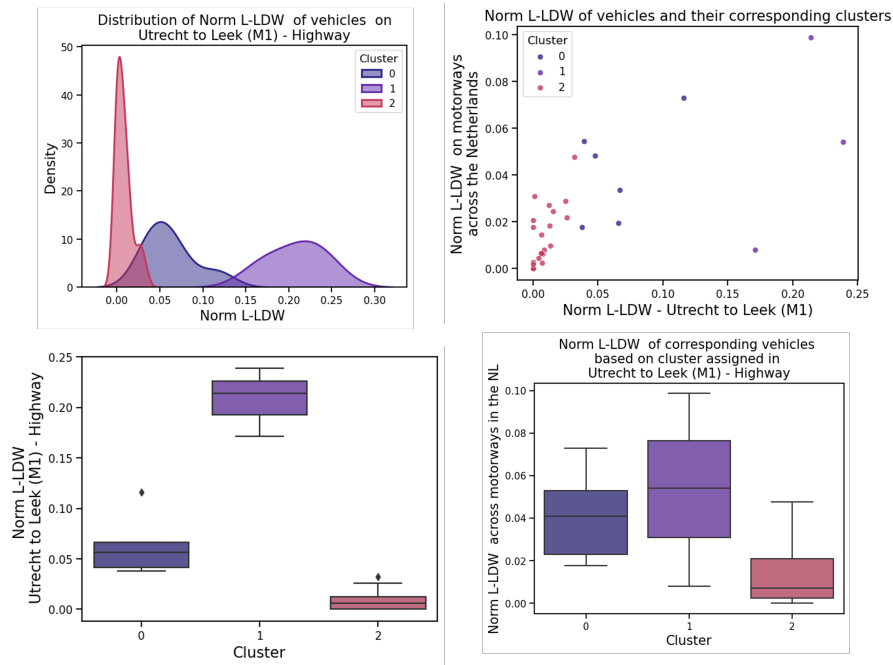 Distribution of Norm L-LDW of vehicles on
Utrecht to Leek (M1) - Highway
Density
50
40
30
20
10
0
Cluster
0
1
2
0.00 0.05 0.10 0.15 0.20 0.25 0.30
Norm L-LDW
Norm L-LDW of vehicles and their corresponding clusters
Norm L-LDW on motorways
across the Netherlands
0.10
0.08
0.06
0.04
0.02
0.00
Cluster
0
1
2
0.00 0.05 0.10 0.15 0.20 0.25
Norm L-LDW - Utrecht to Leek (M1)
Norm L-LDW
Utrecht to Leek (M1) - Highway
0.25
0.20
0.15
0.10
0.05
0.00
0 1 2
Cluster
Norm L-LDW of corresponding vehicles
based on cluster assigned in
Utrecht to Leek (M1) - Highway
Norm L-LDW across motorways in the NL
0.10
0.08
0.06
0.04
0.02
0.00
0 1 2
Cluster